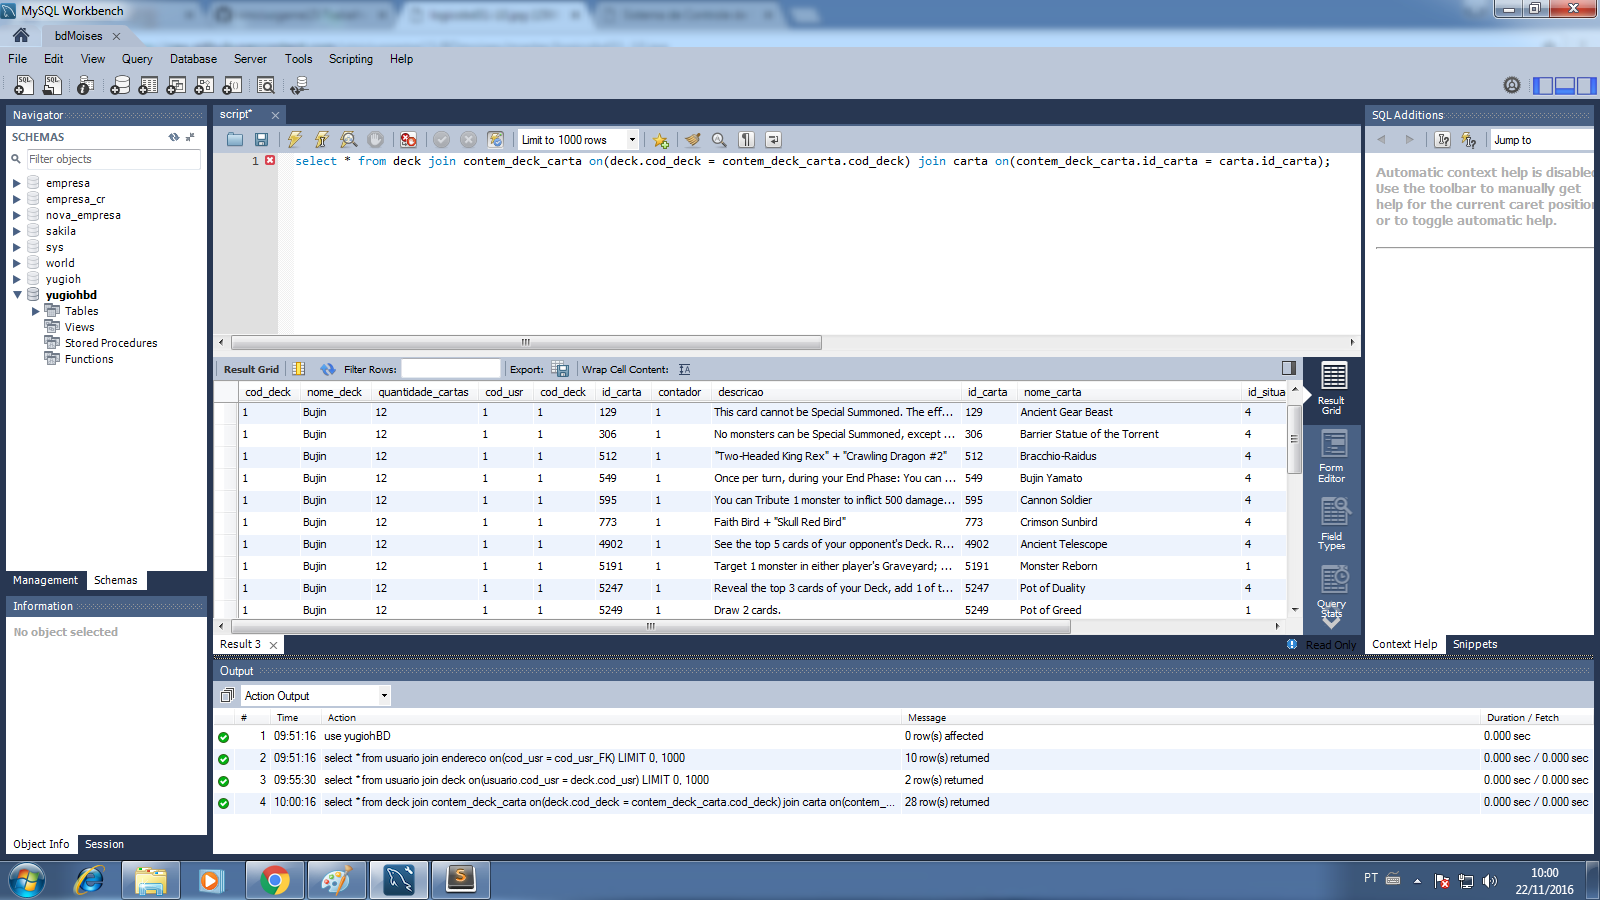 MySQL Workbench
bdMoises
File Edit View Query Database Server Tools Scripting Help
Navigator
SCHEMAS
Filter objects
empresa
empresa_cr
nova_empresa
sakila
sys
world
yugioh
yugiohbd
Tables
Views
Stored Procedures
Functions
Management Schemas
Information
No object selected
Object Info Session
script*
Limit to 1000 rows
1 select * from deck join contem_deck_carta on(deck.cod_deck = contem_deck_carta.cod_deck) join carta on(contem_deck_carta.id_carta = carta.id_carta);
Result Grid Filter Rows: Export: Wrap Cell Content:
cod_deck nome_deck quantidade_cartas cod_usr cod_deck id_carta contador descricao id_carta nome_carta id_situa
1 Bujin 12 1 1 129 1 This card cannot be Special Summoned. The eff... 129 Ancient Gear Beast 4
1 Bujin 12 1 1 306 1 No monsters can be Special Summoned, except ... 306 Barrier Statue of the Torrent 4
1 Bujin 12 1 1 512 1 "Two-Headed King Rex" + "Crawling Dragon #2" 512 Bracchio-Raidus 4
1 Bujin 12 1 1 549 1 Once per turn, during your End Phase: You can ... 549 Bujin Yamato 4
1 Bujin 12 1 1 595 1 You can Tribute 1 monster to inflict 500 damage... 595 Cannon Soldier 4
1 Bujin 12 1 1 773 1 Faith Bird + "Skull Red Bird" 773 Crimson Sunbird 4
1 Bujin 12 1 1 4902 1 See the top 5 cards of your opponent's Deck. R... 4902 Ancient Telescope 4
1 Bujin 12 1 1 5191 1 Target 1 monster in either player's Graveyard; ... 5191 Monster Reborn 1
1 Bujin 12 1 1 5247 1 Reveal the top 3 cards of your Deck, add 1 of t... 5247 Pot of Duality 4
1 Bujin 12 1 1 5249 1 Draw 2 cards. 5249 Pot of Greed 1
Result Grid
Form Editor
Field Types
Query Stats
Result 3
Read Only
SQL Additions
Jump to
Automatic context help is disabled
Use the toolbar to manually get
help for the current caret position
or to toggle automatic help.
Context Help Snippets
Output
Action Output
# Time Action Message Duration / Fetch
1 09:51:16 use yugiohBD 0 row(s) affected 0.000 sec
2 09:51:16 select * from usuario join endereco on(cod_usr = cod_usr_FK) LIMIT 0, 1000 10 row(s) returned 0.000 sec / 0.000 sec
3 09:55:30 select * from usuario join deck on(usuario.cod_usr = deck.cod_usr) LIMIT 0, 1000 2 row(s) returned 0.000 sec / 0.000 sec
4 10:00:16 select * from deck join contem_deck_carta on(deck.cod_deck = contem_deck_carta.cod_deck) join carta on(contem_... 28 row(s) returned 0.000 sec / 0.000 sec
PT
10:00
22/11/2016